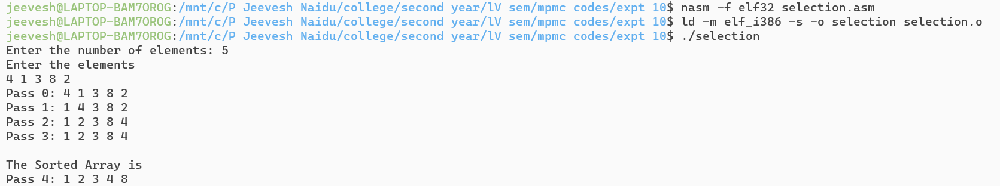 jeevesh@LAPTOP-BAM7OROG:/mnt/c/P Jeevesh Naidu/college/second year/lV sem/mpmc codes/expt 10$ nasm -f elf32 selection.asm
jeevesh@LAPTOP-BAM7OROG:/mnt/c/P Jeevesh Naidu/college/second year/lV sem/mpmc codes/expt 10$ ld -m elf_i386 -s -o selection selection.o
jeevesh@LAPTOP-BAM7OROG:/mnt/c/P Jeevesh Naidu/college/second year/lV sem/mpmc codes/expt 10$ ./selection
Enter the number of elements: 5
Enter the elements
4 1 3 8 2
Pass 0: 4 1 3 8 2
Pass 1: 1 4 3 8 2
Pass 2: 1 2 3 8 4
Pass 3: 1 2 3 8 4
The Sorted Array is
Pass 4: 1 2 3 4 8